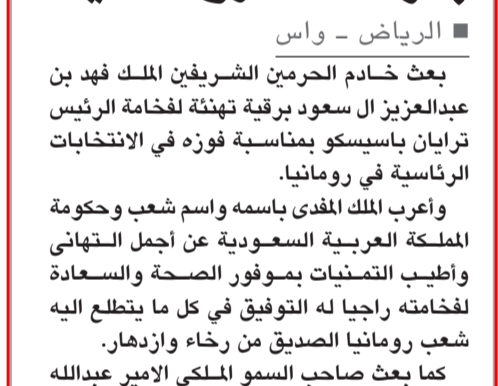 ■ الرياض ـ واس
بعث خادم الحرمين الشريفين الملك فهد بن
عبدالعزيز ال سعود برقية تهنئة لفخامة الرئيس
ترايان باسيسكو بمناسبة فوزه في الانتخابات
الرئاسية في رومانيا.
وأعرب الملك المفدى باسمه واسم شعب وحكومة
المملكة العربية السعودية عن أجمل التهانى
وأطيب التمنيات بموفور الصحة والسعادة
لفخامته راجيا له التوفيق في كل ما يتطلع اليه
شعب رومانيا الصديق من رخاء وازدهار.
كما بعث صاحب السمو الملكي الامير عبدالله